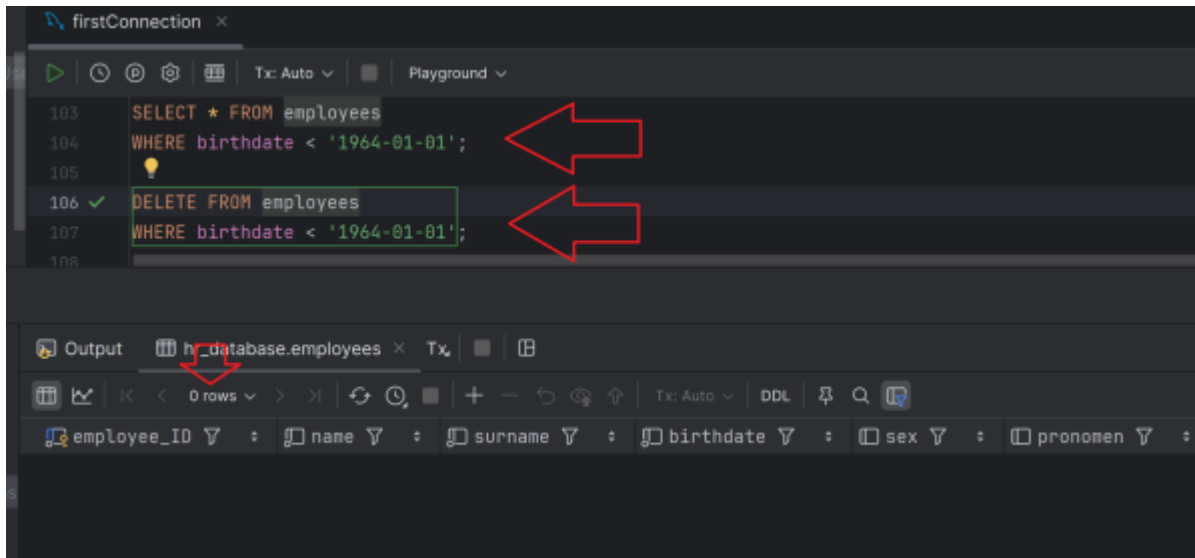 firstConnection
Tx: Auto Playground
103 SELECT * FROM employees
104 WHERE birthdate < '1964-01-01';
105
106 DELETE FROM employees
107 WHERE birthdate < '1964-01-01';
108
Output hr_database.employees Tx
0 rows Tx: Auto DDL
employee_ID name surname birthdate sex pronomen